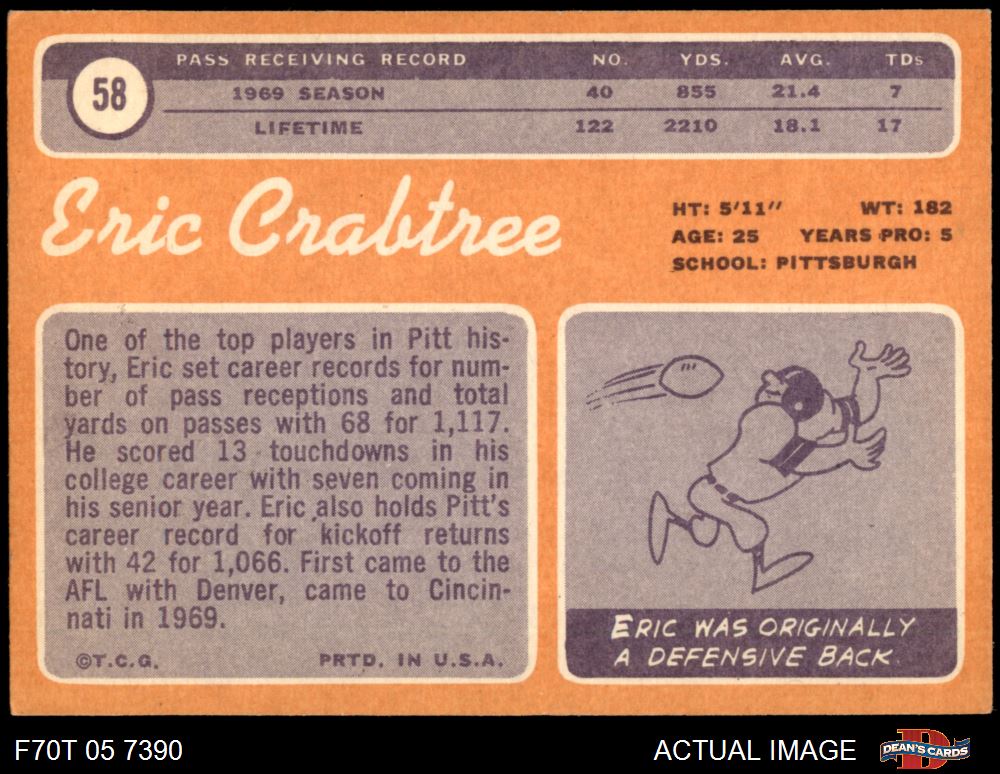 58
PASS RECEIVING RECORD NO. YDS. AVG. TDs
1969 SEASON 40 855 21.4 7
LIFETIME 122 2210 18.1 17
Eric Crabtree
HT: 5'11" WT: 182
AGE: 25 YEARS PRO: 5
SCHOOL: PITTSBURGH
One of the top players in Pitt his-
tory, Eric set career records for num-
ber of pass receptions and total
yards on passes with 68 for 1,117.
He scored 13 touchdowns in his
college career with seven coming in
his senior year. Eric also holds Pitt's
career record for kickoff returns
with 42 for 1,066. First came to the
AFL with Denver, came to Cincin-
nati in 1969.
©T.C.G. PRTD. IN U.S.A.
ERIC WAS ORIGINALLY
A DEFENSIVE BACK.
F70T 05 7390 ACTUAL IMAGE
D
DEAN'S CARDS